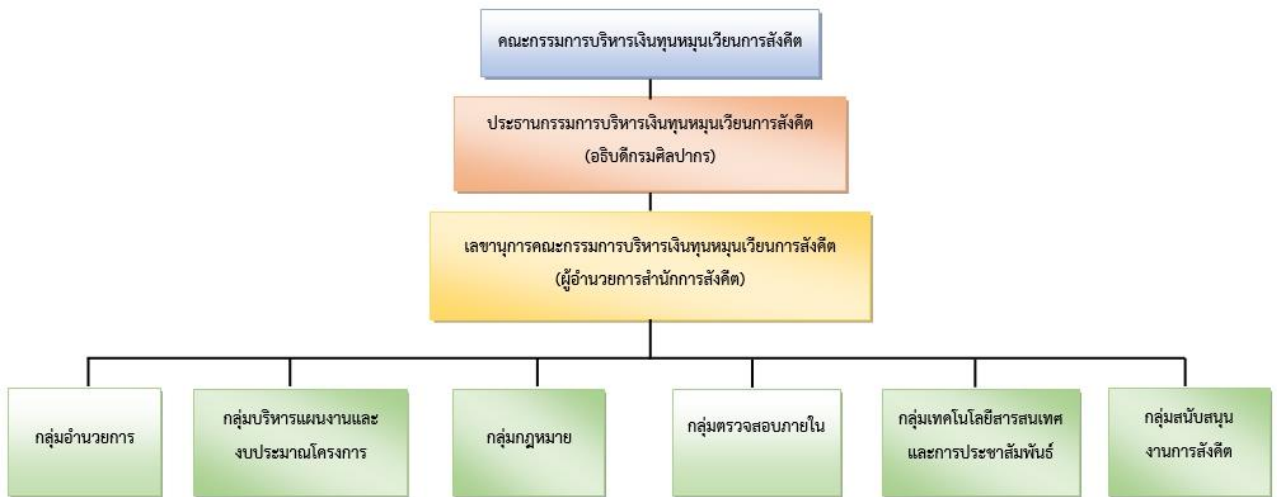 คณะกรรมการบริหารเงินทุนหมุนเวียนการสังคีต
ประธานกรรมการบริหารเงินทุนหมุนเวียนการสังคีต
(อธิบดีกรมศิลปากร)
เลขานุการคณะกรรมการบริหารเงินทุนหมุนเวียนการสังคีต
(ผู้อำนวยการสำนักการสังคีต)
กลุ่มอำนวยการ
กลุ่มบริหารแผนงานและ
งบประมาณโครงการ
กลุ่มกฎหมาย
กลุ่มตรวจสอบภายใน
กลุ่มเทคโนโลยีสารสนเทศ
และการประชาสัมพันธ์
กลุ่มสนับสนุน
งานการสังคีต